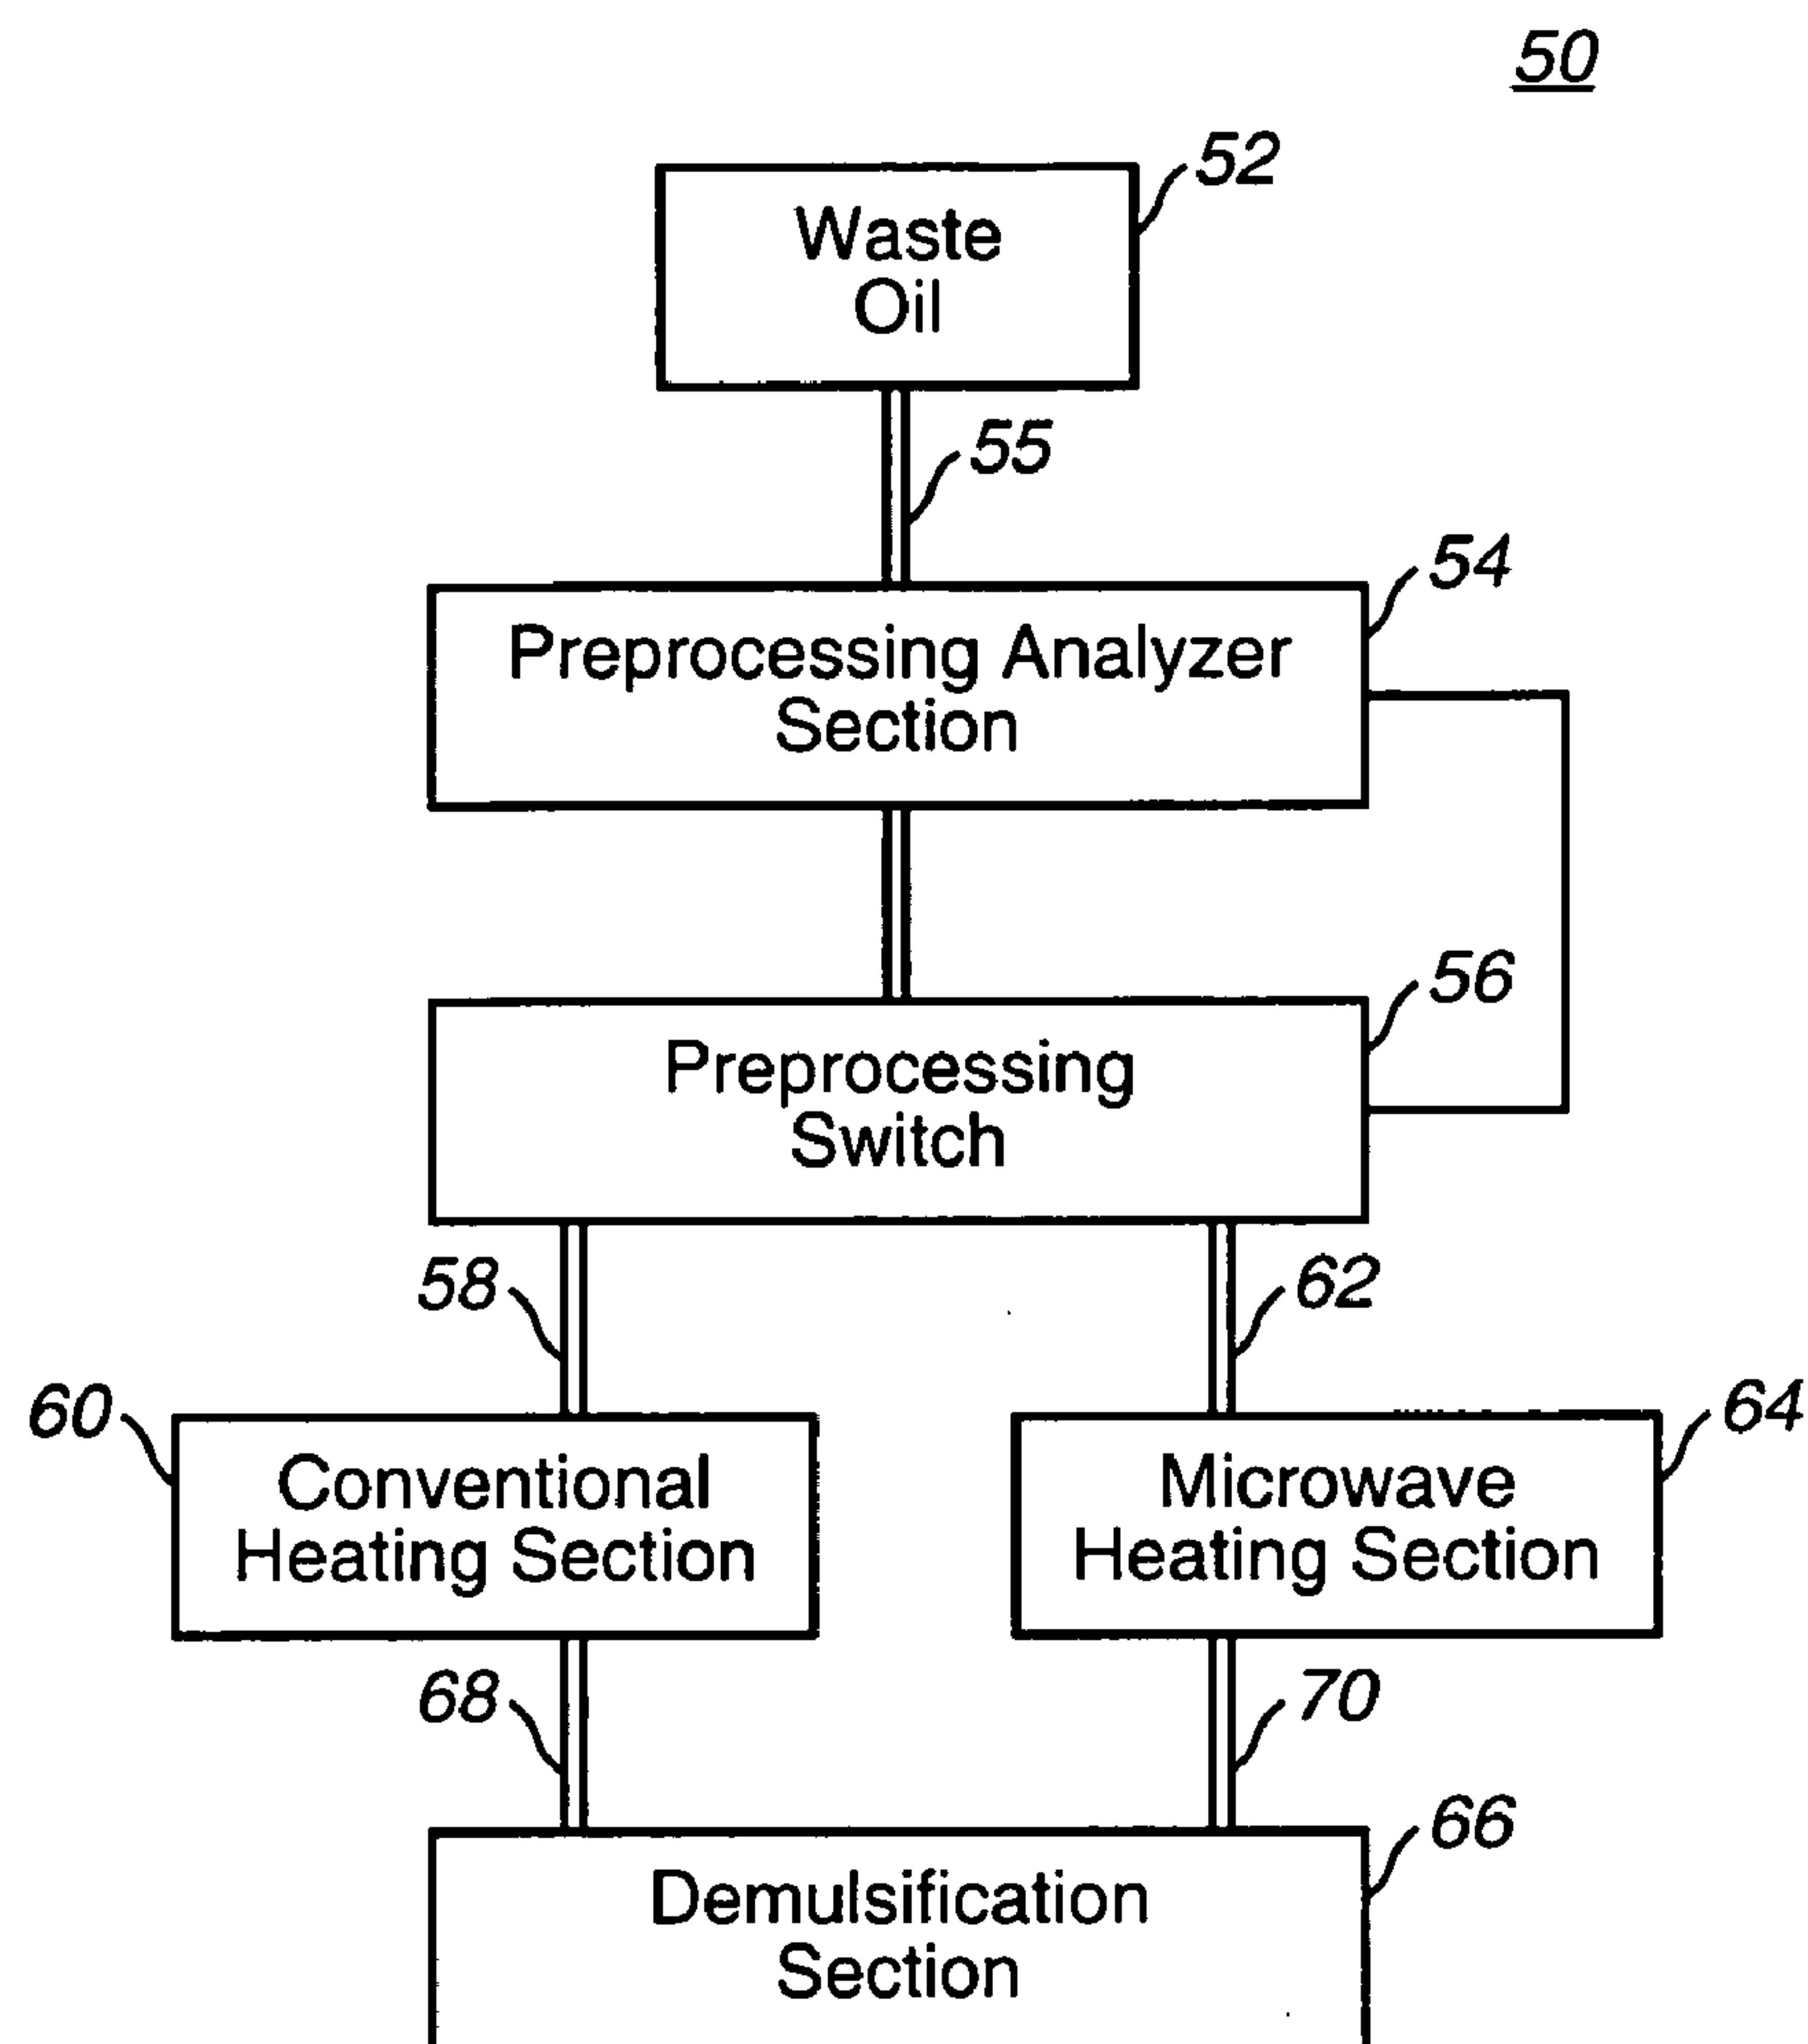 50
52
Waste
Oil
55
54
Preprocessing Analyzer
Section
56
Preprocessing
Switch
58
62
60
64
Conventional
Heating Section
Microwave
Heating Section
68
70
66
Demulsification
Section